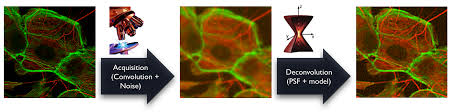 Acquisition
(Convolution +
Noise)
Deconvolution
(PSF + model)